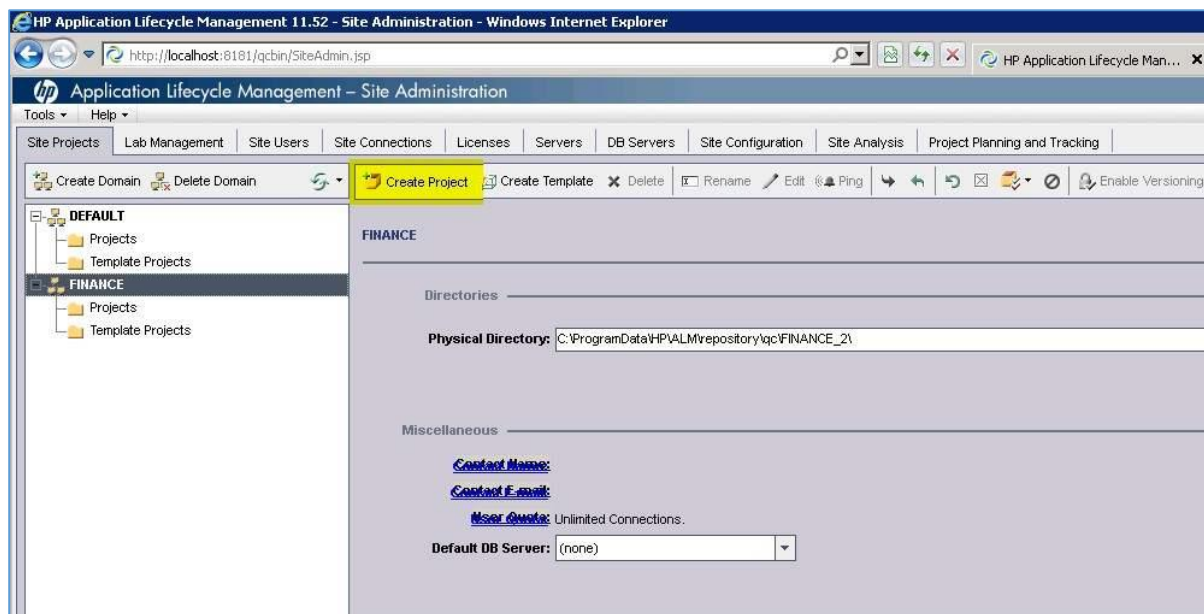 HP Application Lifecycle Management 11.52 - Site Administration - Windows Internet Explorer
http://localhost:8181/qcbin/SiteAdmin.jsp
HP Application Lifecycle Man...
hp Application Lifecycle Management – Site Administration
Tools Help
Site Projects Lab Management Site Users Site Connections Licenses Servers DB Servers Site Configuration Site Analysis Project Planning and Tracking
Create Domain Delete Domain Create Project Create Template Delete Rename Edit Ping Enable Versioning
DEFAULT
Projects
Template Projects
FINANCE
Projects
Template Projects
FINANCE
Directories
Physical Directory: C:\ProgramData\HP\ALM\repository\qc\FINANCE_2\
Miscellaneous
Contact Name:
Contact E-mail:
User Quota: Unlimited Connections.
Default DB Server: (none)